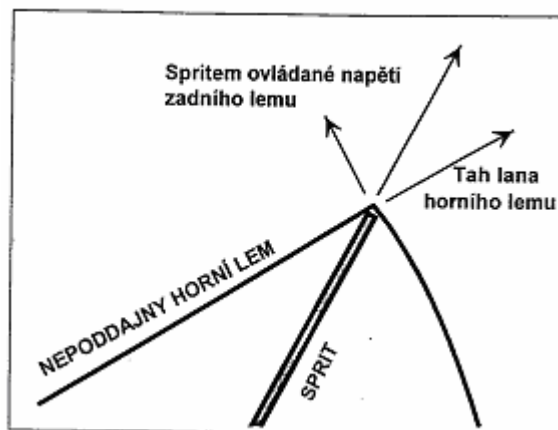 Spritem ovládané napětí
zadního lemu
Tah lana
horního lemu
NEPODDAJNY HORNÍ LEM
SPRIT